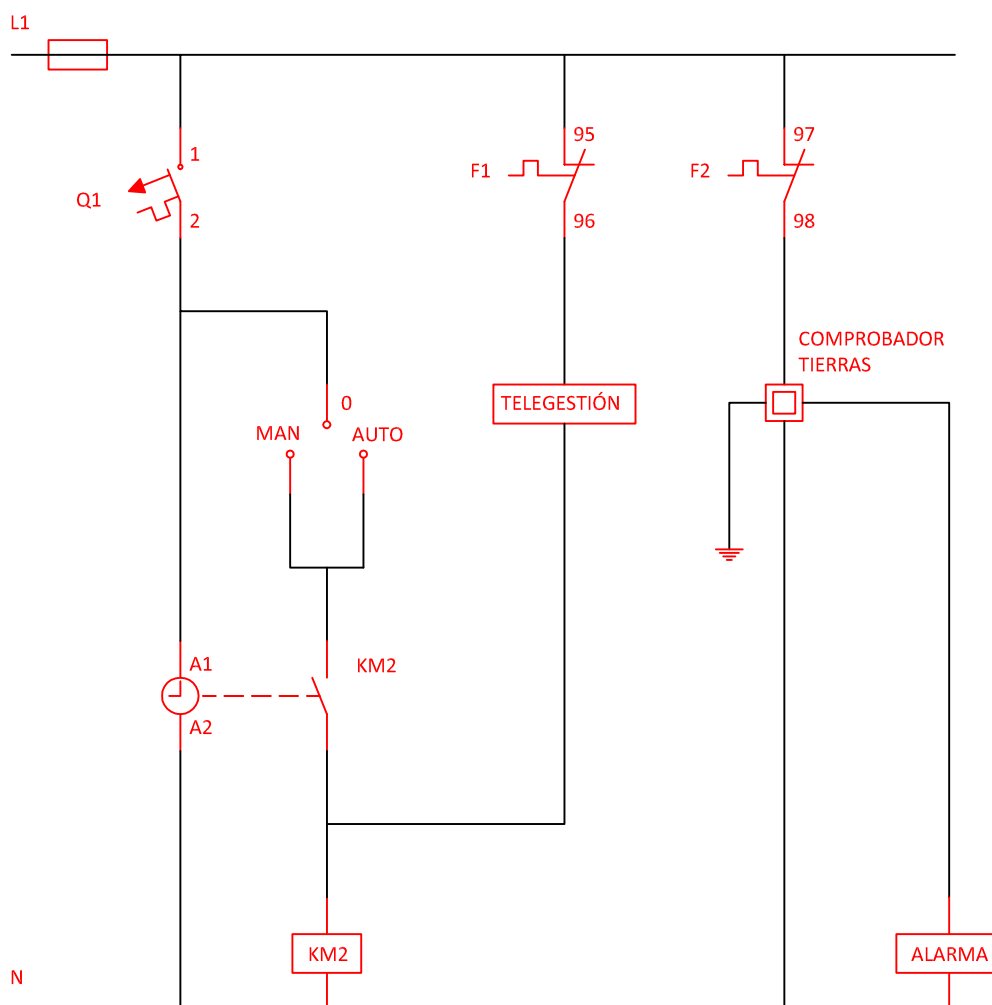 L1
1
Q1
2
95
F1
96
97
F2
98
COMPROBADOR
TIERRAS
0
MAN
AUTO
TELEGESTIÓN
A1
KM2
A2
KM2
ALARMA
N